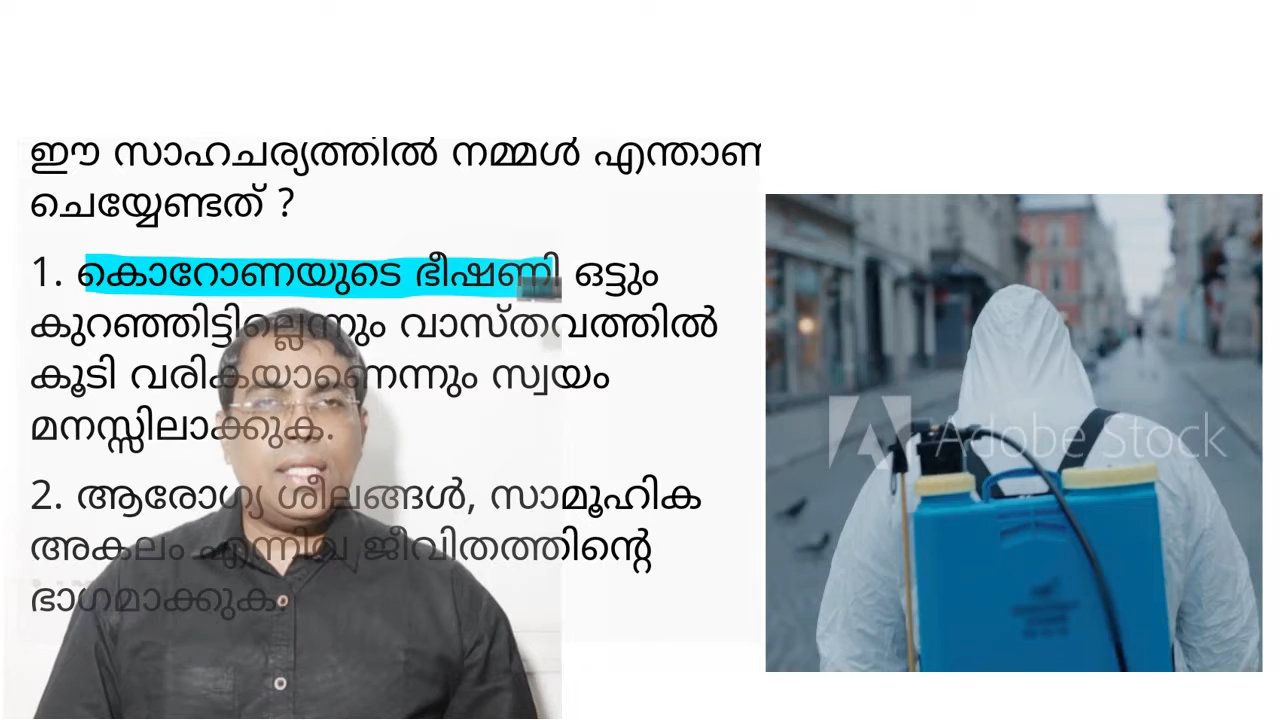 ഈ സാഹചര്യത്തിൽ നമ്മൾ എന്താണ്
ചെയ്യേണ്ടത് ?
1. കൊറോണയുടെ ഭീഷണി ഒട്ടും
കുറഞ്ഞിട്ടില്ലെന്നും വാസ്തവത്തിൽ
കൂടി വരികയാണെന്നും സ്വയം
മനസ്സിലാക്കുക.
2. ആരോഗ്യ ശീലങ്ങൾ, സാമൂഹിക
അകലം എന്നിവ ജീവിതത്തിന്റെ
ഭാഗമാക്കുക.
Adobe Stock